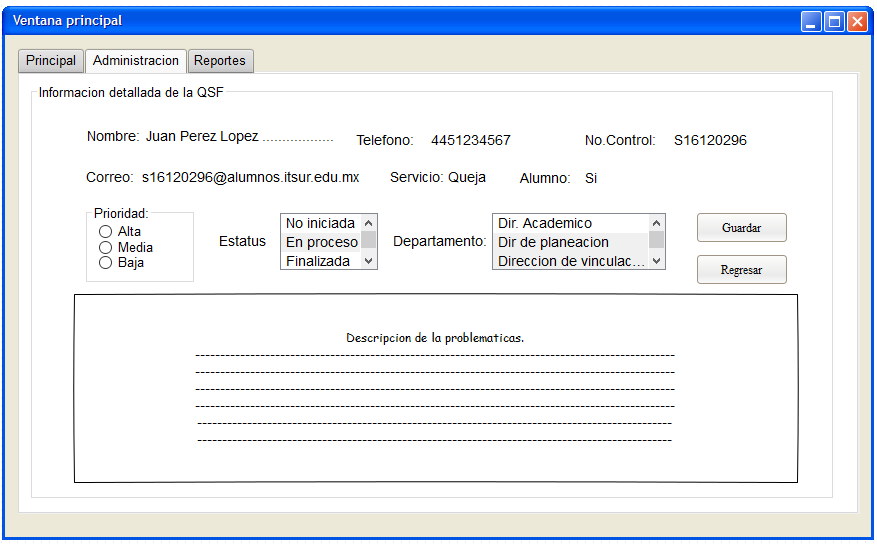 Ventana principal
Principal Administracion Reportes
Informacion detallada de la QSF
Nombre: Juan Perez Lopez ................... Telefono: 4451234567 No.Control: S16120296
Correo: s16120296@alumnos.itsur.edu.mx Servicio: Queja Alumno: Si
Prioridad:
Alta
Media
Baja
Estatus
No iniciada
En proceso
Finalizada
Departamento:
Dir. Academico
Dir de planeacion
Direccion de vinculac...
Guardar
Regresar
Descripcion de la problematicas.